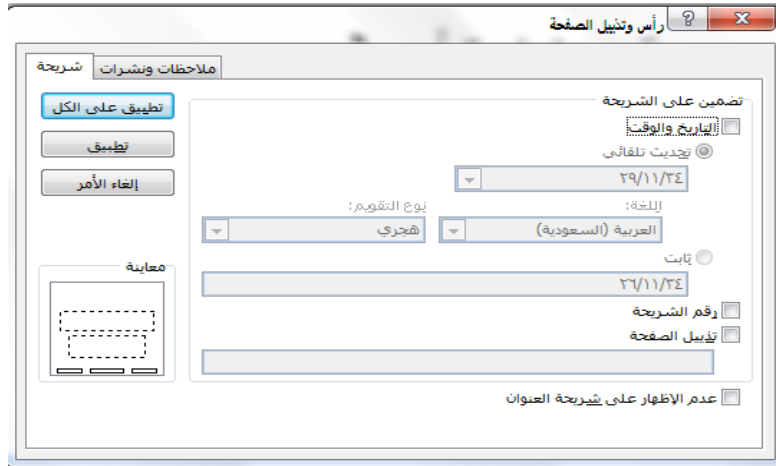 رأس وتذييل الصفحة
شريحة
ملاحظات ونشرات
تضمين على الشريحة
التاريخ والوقت
تحديث تلقائي
٢٩/١١/٣٤
اللغة:
نوع التقويم:
العربية (السعودية)
هجري
ثابت
٢٦/١١/٣٤
رقم الشريحة
تذييل الصفحة
عدم الإظهار على شريحة العنوان
تطبيق على الكل
تطبيق
إلغاء الأمر
معاينة